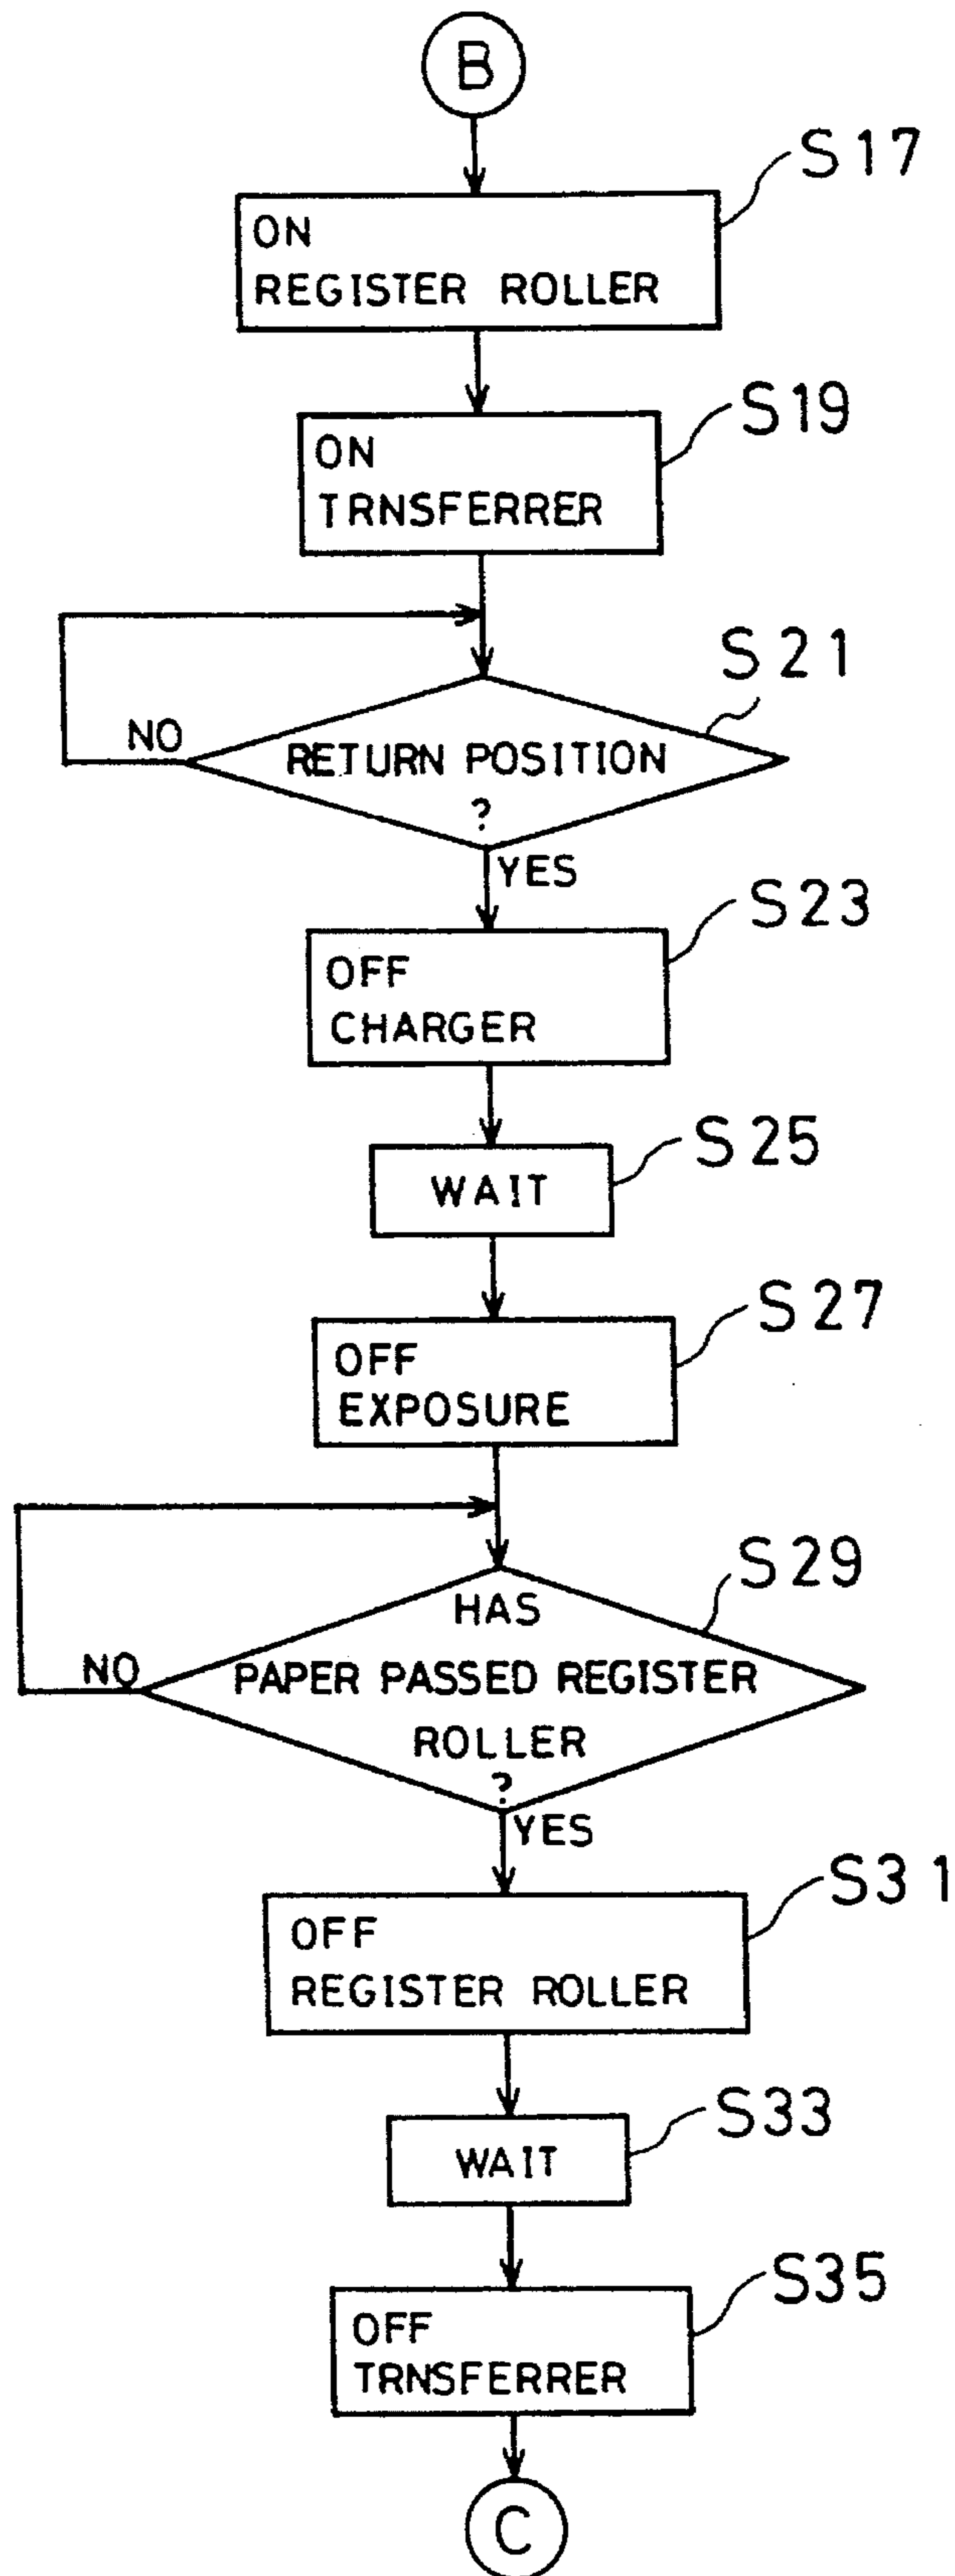 B
S17
ON
REGISTER ROLLER
S19
ON
TRNSFERRER
S21
NO
RETURN POSITION
?
YES
S23
OFF
CHARGER
S25
WAIT
S27
OFF
EXPOSURE
S29
HAS
NO
PAPER PASSED REGISTER
ROLLER
?
YES
S31
OFF
REGISTER ROLLER
S33
WAIT
S35
OFF
TRNSFERRER
C